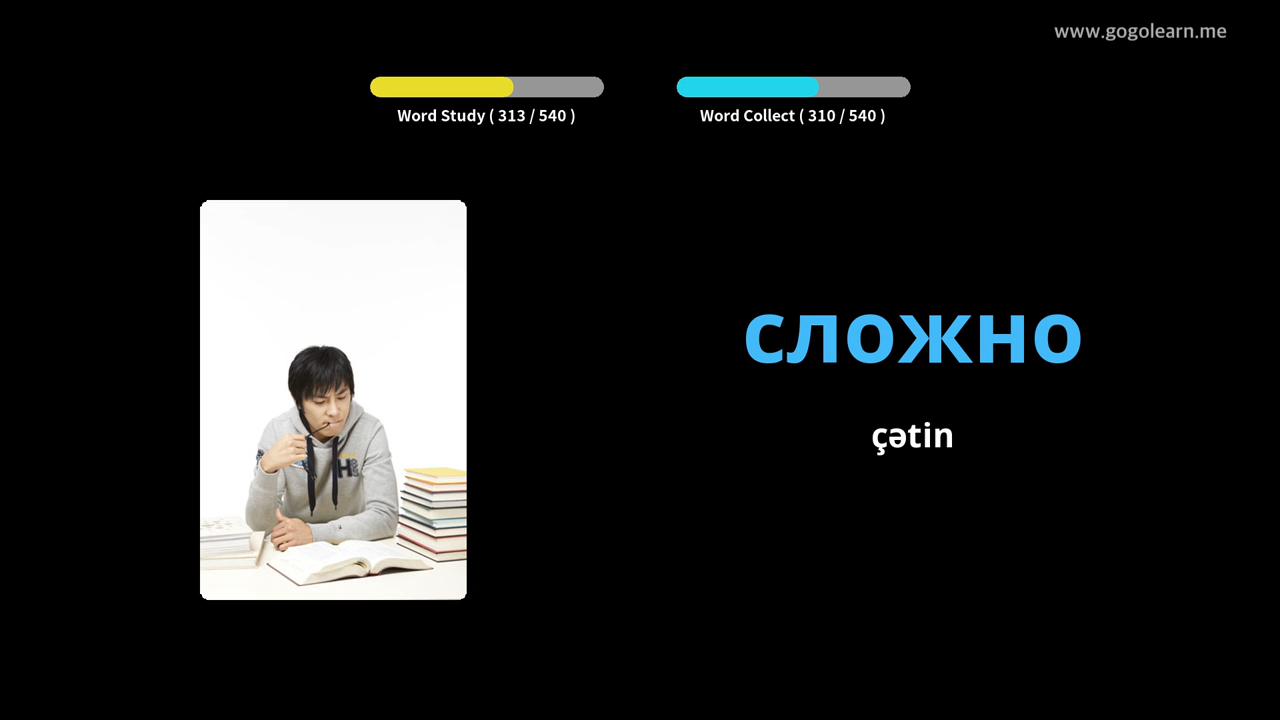 www.gogolearn.me
Word Study ( 313 / 540 )
Word Collect ( 310 / 540 )
сложно
çətin
H